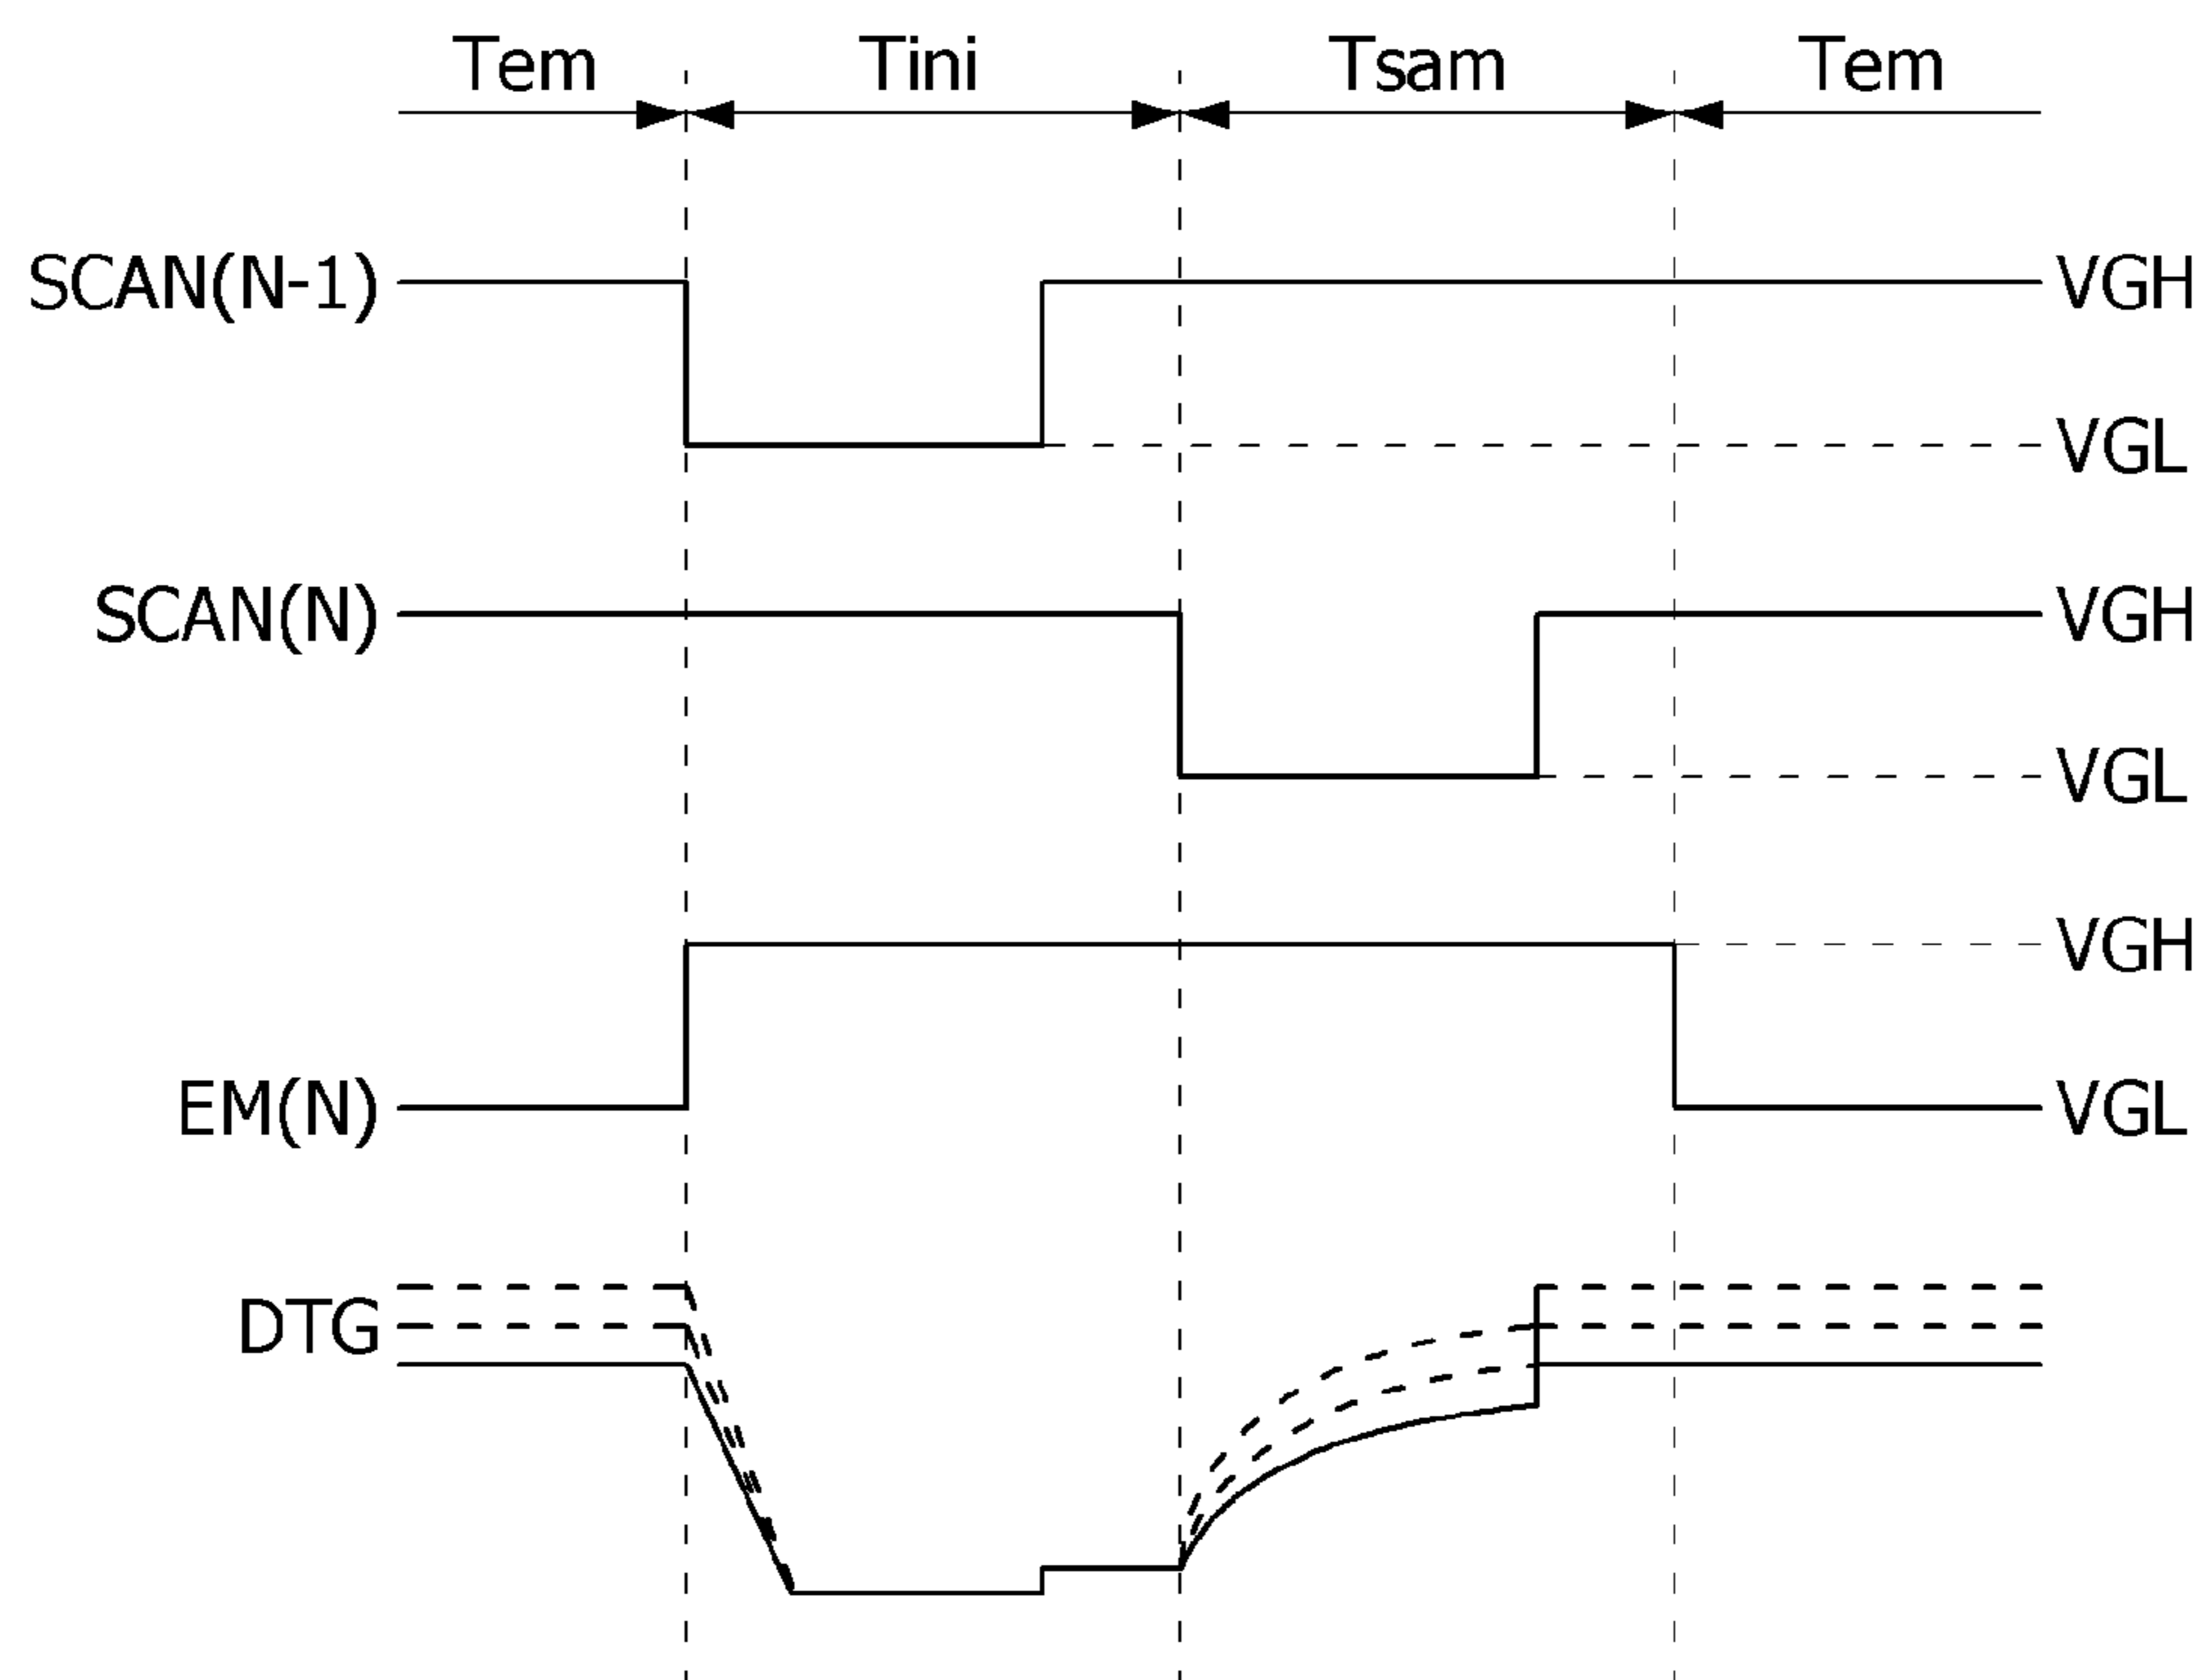 Tem Tini Tsam Tem
SCAN(N-1) VGH
VGL
SCAN(N) VGH
VGL
VGH
EM(N) VGL
DTG